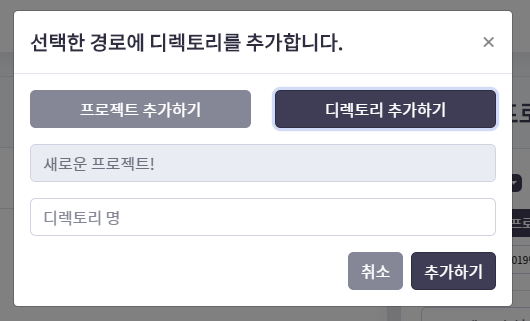 선택한 경로에 디렉토리를 추가합니다.
×
프로젝트 추가하기
디렉토리 추가하기
새로운 프로젝트!
디렉토리 명
취소
추가하기